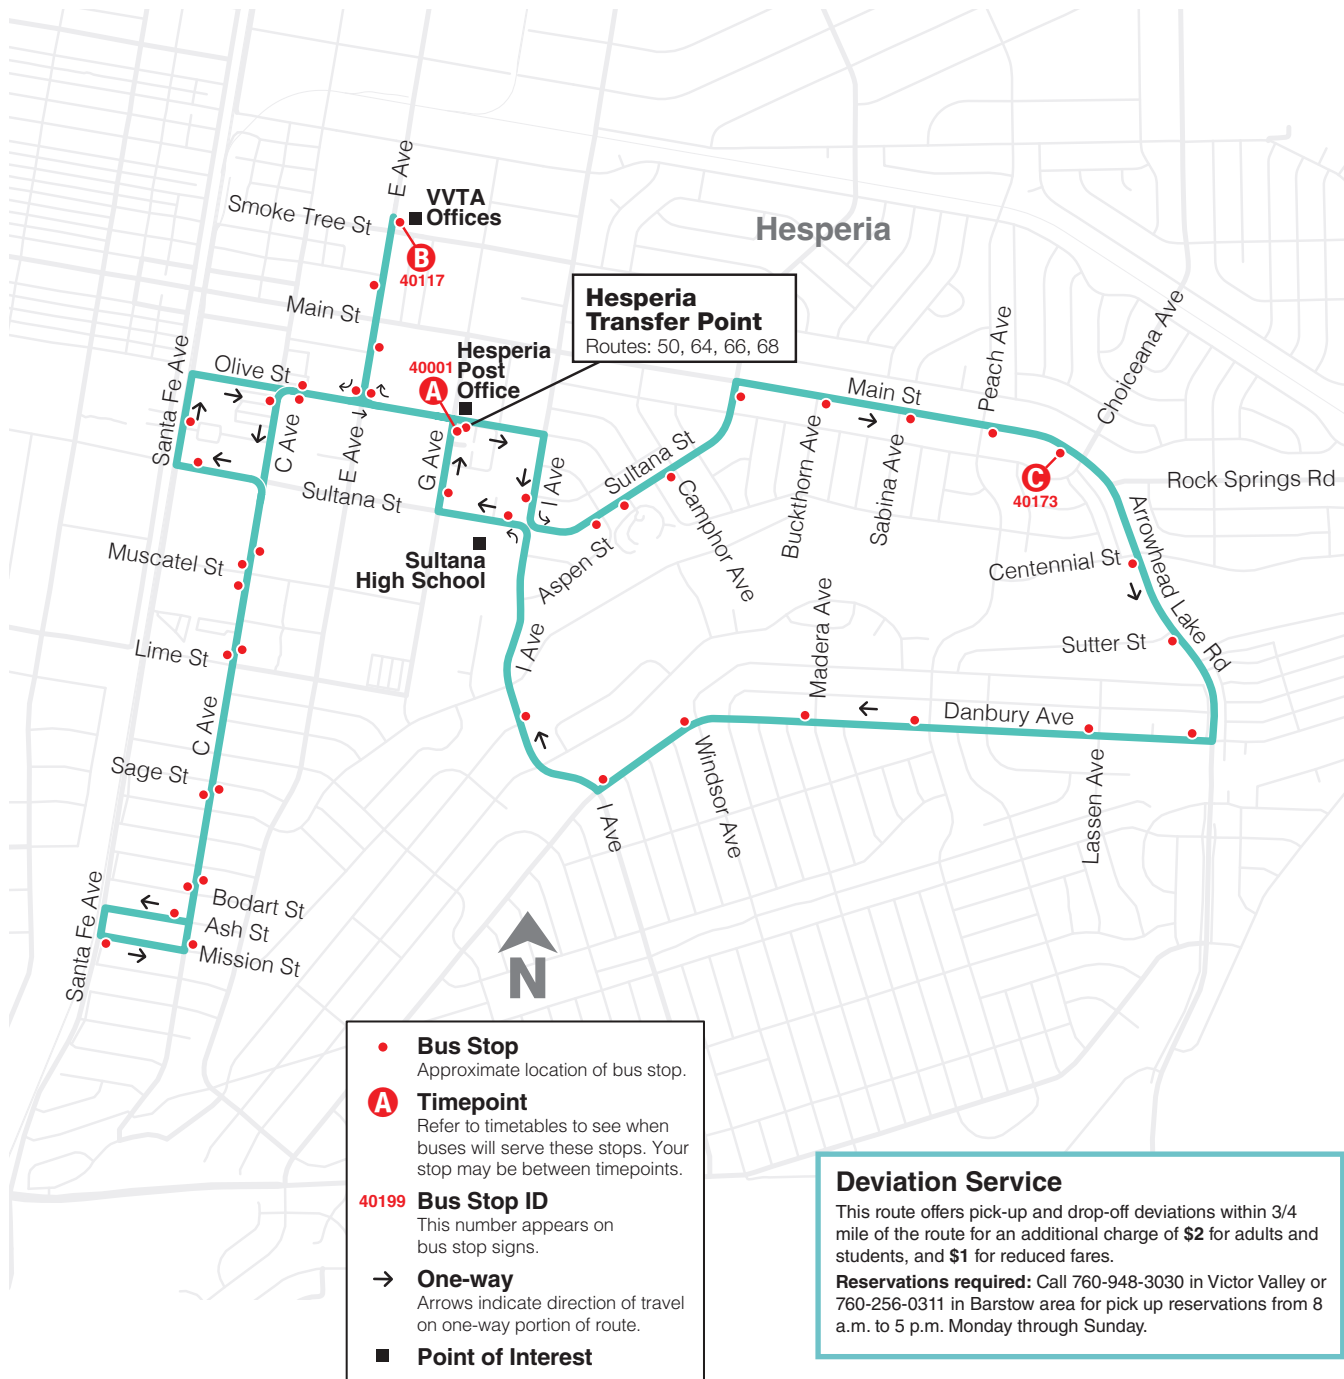 E Ave
VVTA
Offices
Smoke Tree St
B
40117
Hesperia
Main St
Hesperia
Transfer Point
Routes: 50, 64, 66, 68
Hesperia
Post
Office
40001
A
Olive St
Santa Fe Ave
C Ave
E Ave
G Ave
I Ave
Sultana St
Sultana St
Main St
Peach Ave
Choiceana Ave
Buckthorn Ave
Sabina Ave
C
40173
Rock Springs Rd
Camphor Ave
Aspen St
Sultana
High School
Muscatel St
Lime St
C Ave
I Ave
Madera Ave
Centennial St
Arrowhead Lake Rd
Sutter St
Danbury Ave
Windsor Ave
Lassen Ave
I Ave
Sage St
Santa Fe Ave
Bodart St
Ash St
Mission St
N
Bus Stop
Approximate location of bus stop.
A
Timepoint
Refer to timetables to see when
buses will serve these stops. Your
stop may be between timepoints.
40199 Bus Stop ID
This number appears on
bus stop signs.
One-way
Arrows indicate direction of travel
on one-way portion of route.
Point of Interest
Deviation Service
This route offers pick-up and drop-off deviations within 3/4
mile of the route for an additional charge of $2 for adults and
students, and $1 for reduced fares.
Reservations required: Call 760-948-3030 in Victor Valley or
760-256-0311 in Barstow area for pick up reservations from 8
a.m. to 5 p.m. Monday through Sunday.